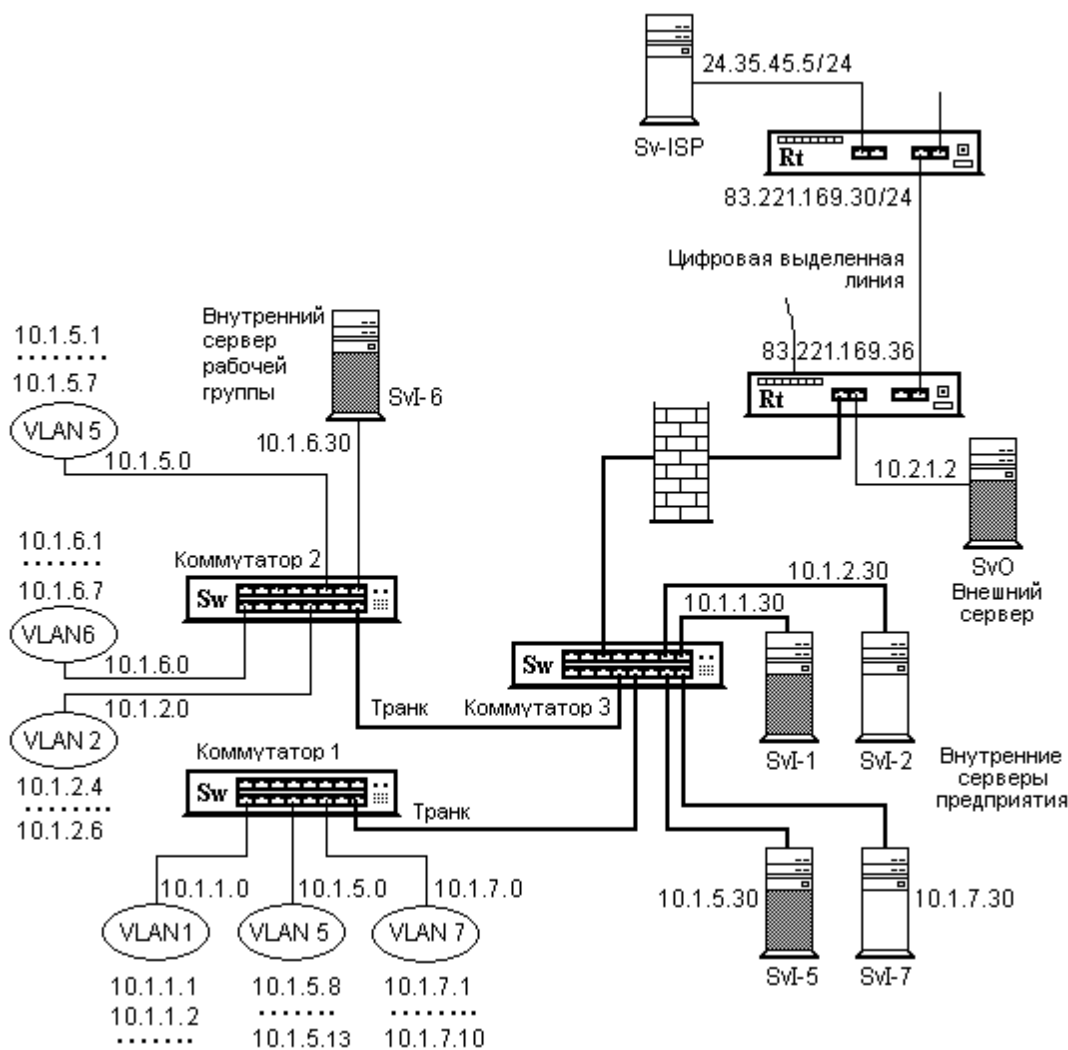 24.35.45.5/24
Sv-ISP
Rt
83.221.169.30/24
Цифровая выделенная
линия
83.221.169.36
Rt
10.2.1.2
SvO
Внешний
сервер
10.1.5.1
10.1.5.7
VLAN 5
10.1.5.0
Внутренний
сервер
рабочей
группы
SvI-6
10.1.6.30
10.1.6.1
10.1.6.7
VLAN6
10.1.6.0
Коммутатор 2
Sw
10.1.2.0
VLAN 2
10.1.2.4
10.1.2.6
Транк
Коммутатор 3
Sw
10.1.2.30
10.1.1.30
SvI-1
SvI-2
Внутренние
серверы
предприятия
Коммутатор 1
Sw
Транк
10.1.1.0
10.1.5.0
10.1.7.0
VLAN1
VLAN 5
VLAN 7
10.1.1.1
10.1.1.2
10.1.5.8
10.1.5.13
10.1.7.1
10.1.7.10
10.1.5.30
10.1.7.30
SvI-5
SvI-7